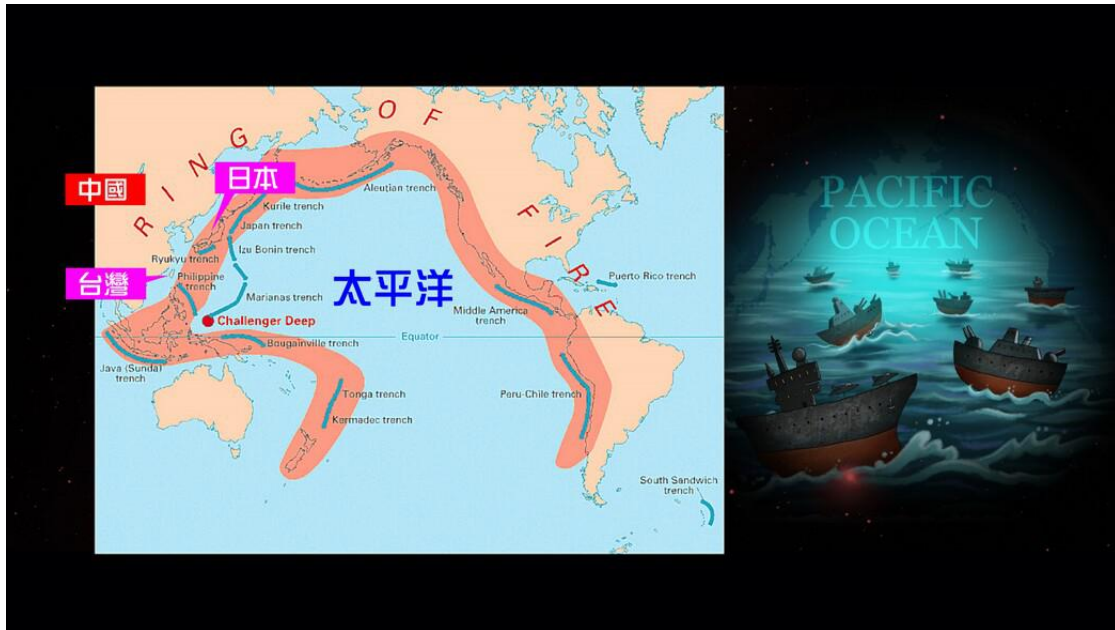 RING OF FIRE
中國
日本
台灣
Aleutian trench
Kurile trench
Japan trench
Izu Bonin trench
Ryukyu trench
Philippine
trench
Marianas trench
太平洋
Challenger Deep
Equator
Bougainville trench
Java (Sunda)
trench
Tonga trench
Kermadec trench
Puerto Rico trench
Middle America
trench
Peru-Chile trench
South Sandwich
trench
PACIFIC
OCEAN